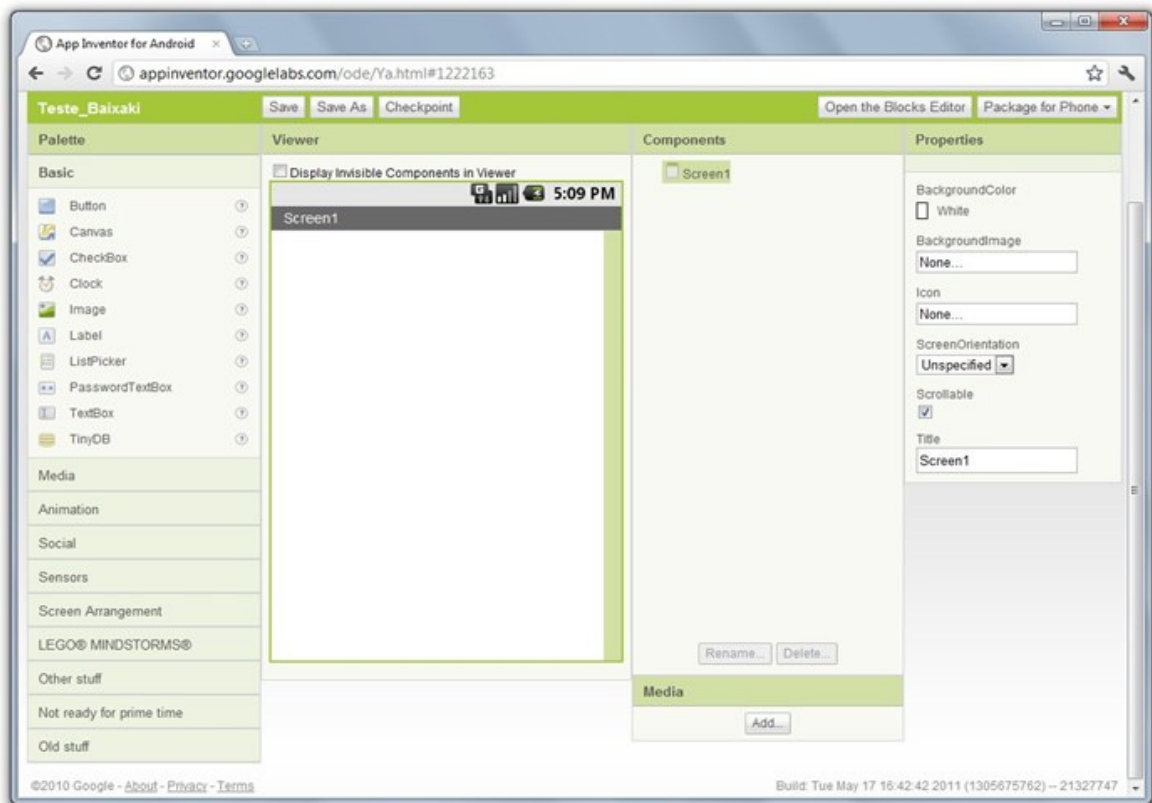 App Inventor for Android
appinventor.googlelabs.com/ode/Ya.html#1222163
Teste_Baixaki
Save Save As Checkpoint
Open the Blocks Editor Package for Phone
Palette
Basic
Button
Canvas
CheckBox
Clock
Image
Label
ListPicker
PasswordTextBox
TextBox
TinyDB
Media
Animation
Social
Sensors
Screen Arrangement
LEGO® MINDSTORMS®
Other stuff
Not ready for prime time
Old stuff
Viewer
Display Invisible Components in Viewer
5:09 PM
Screen1
Components
Screen1
Rename... Delete...
Media
Add...
Properties
BackgroundColor
White
BackgroundImage
None...
Icon
None...
ScreenOrientation
Unspecified
Scrollable
Title
Screen1
©2010 Google - About - Privacy - Terms
Build: Tue May 17 16:42:42 2011 (1305675762) -- 21327747